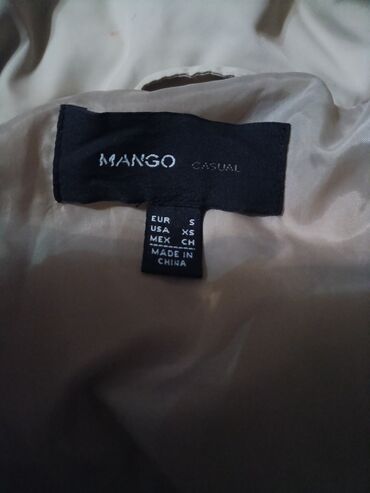 MANGO CASUAL
EUR S
USA XS
MEX CH
MADE IN
CHINA